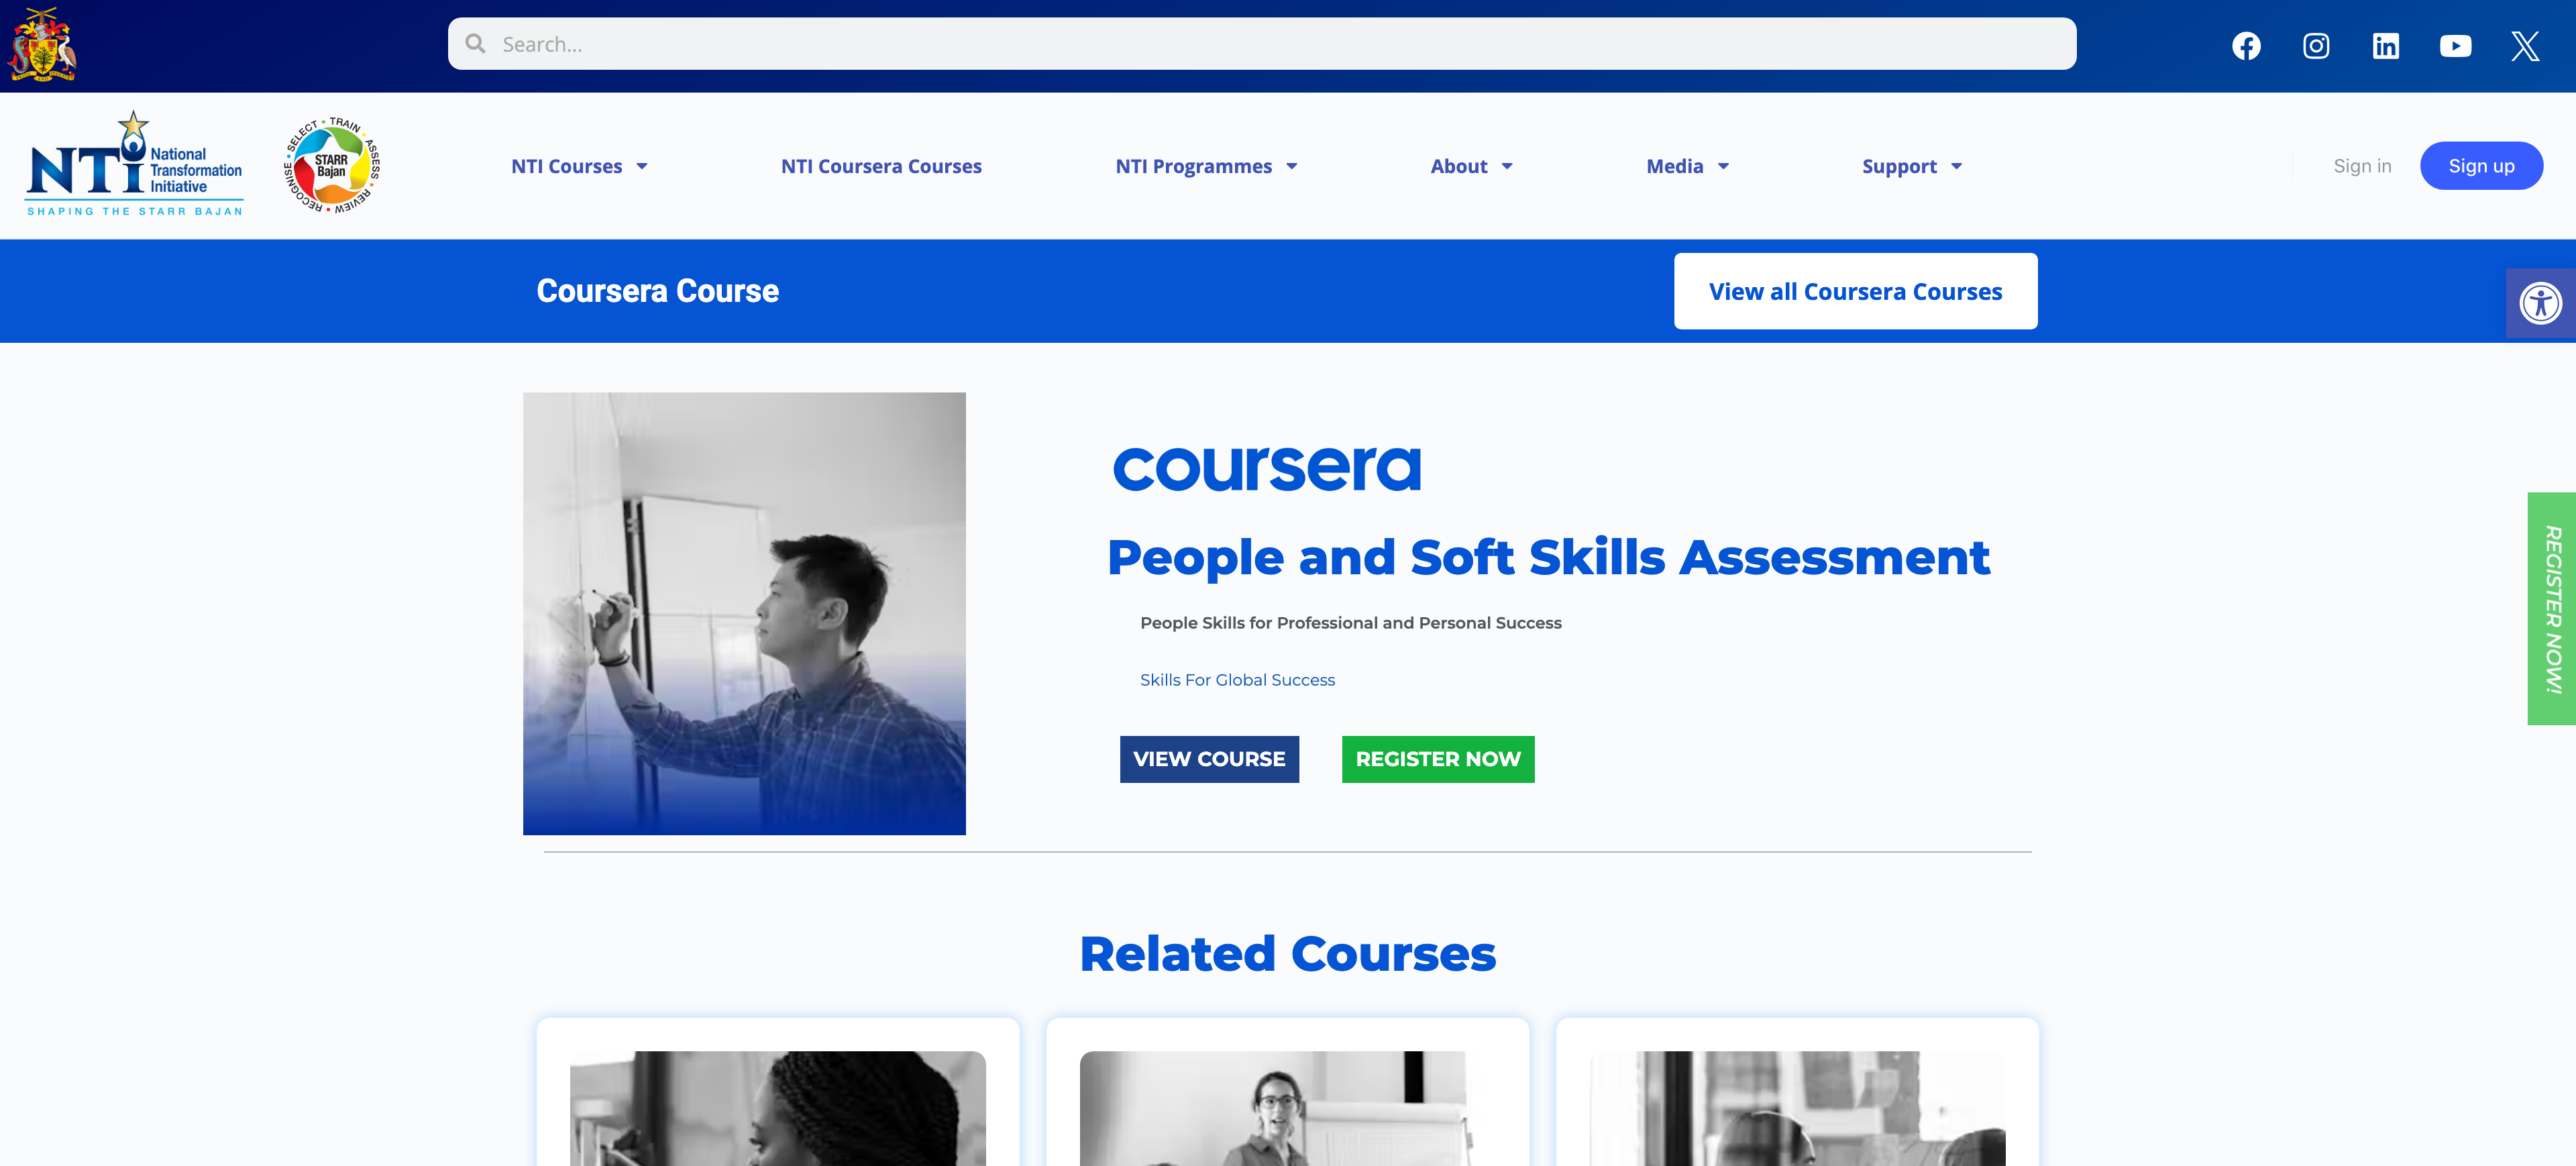 Search...
NTI
National
Transformation
Initiative
SHAPING THE STARR BAJAN
SELECT • TRAIN • ASSESS • REVIEW • RECOGNISE •
STARR
Bajan
NTI Courses
NTI Coursera Courses
NTI Programmes
About
Media
Support
Sign in
Sign up
Coursera Course
View all Coursera Courses
coursera
People and Soft Skills Assessment
People Skills for Professional and Personal Success
Skills For Global Success
VIEW COURSE
REGISTER NOW
REGISTER NOW!
Related Courses